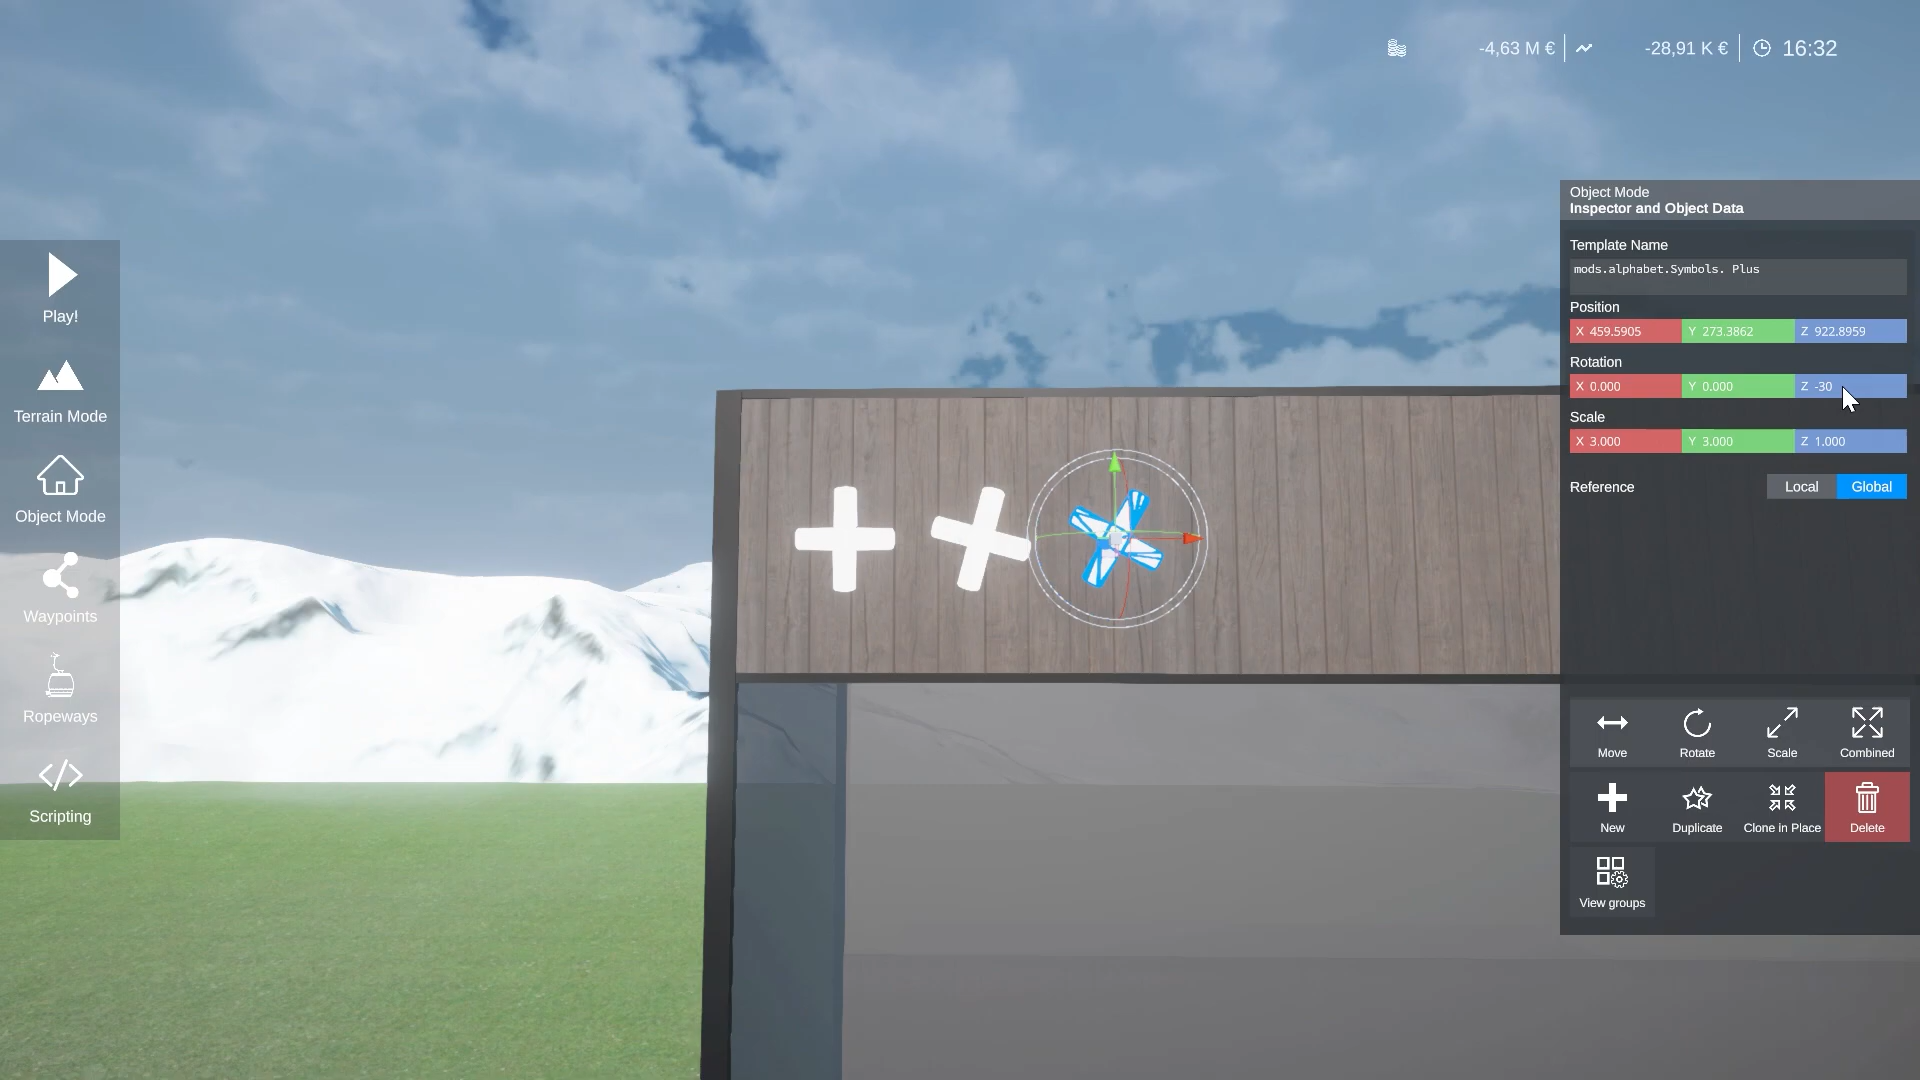 -4,63 M € -28,91 K € 16:32
Object Mode
Inspector and Object Data
Template Name
mods.alphabet.Symbols. Plus
Position
X 459.5905 Y 273.3862 Z 922.8959
Rotation
X 0.000 Y 0.000 Z -30
Scale
X 3.000 Y 3.000 Z 1.000
Reference Local Global
Move Rotate Scale Combined
New Duplicate Clone in Place Delete
View groups
Play!
Terrain Mode
Object Mode
Waypoints
Ropeways
Scripting